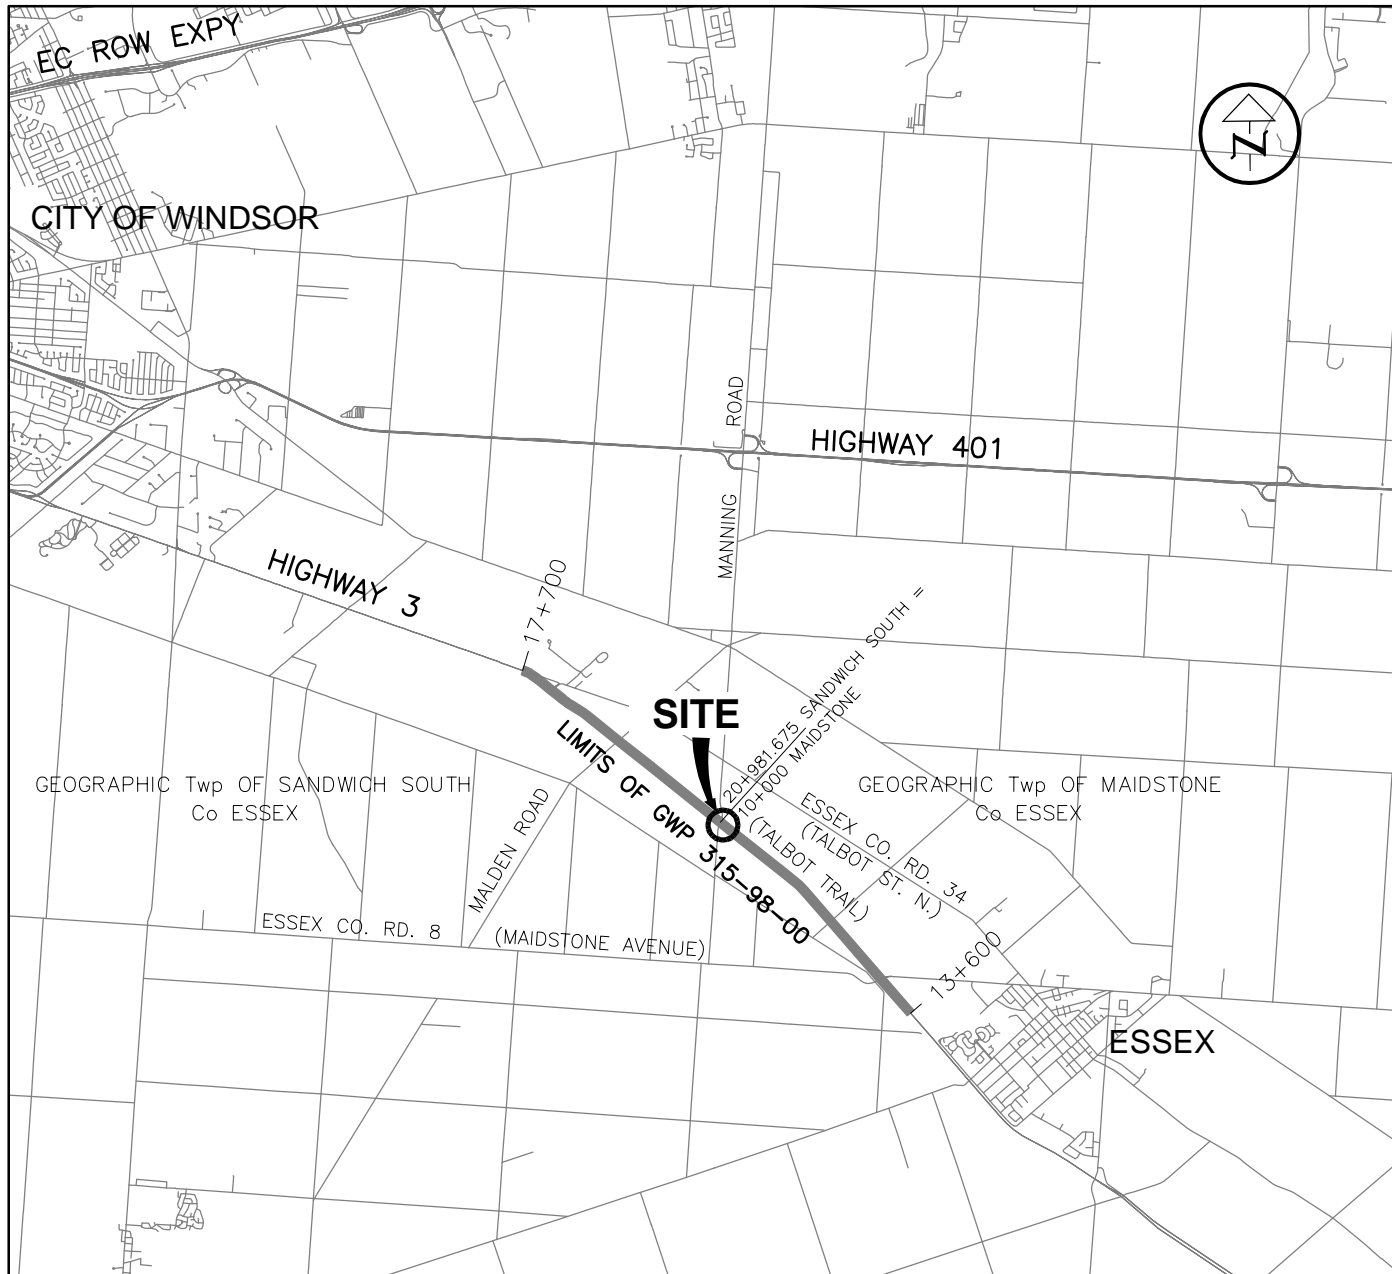 EC ROW EXPY
N
CITY OF WINDSOR
MANNING ROAD
HIGHWAY 401
HIGHWAY 3
17+700
20+981.675 SANDWICH SOUTH =
10+000 MAIDSTONE
SITE
LIMITS OF GWP 315-98-00
GEOGRAPHIC Twp OF SANDWICH SOUTH
Co ESSEX
GEOGRAPHIC Twp OF MAIDSTONE
Co ESSEX
MALDEN ROAD
ESSEX CO. RD. 34
(TALBOT ST. N.)
(TALBOT TRAIL)
ESSEX CO. RD. 8 (MAIDSTONE AVENUE)
13+600
ESSEX